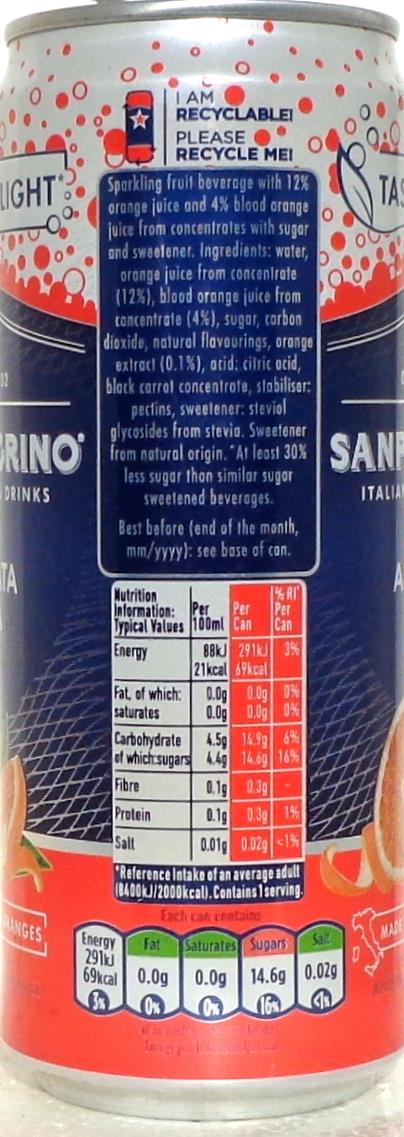 I AM
RECYCLABLE!
PLEASE
RECYCLE ME!
LIGHT*
TAS
Sparkling fruit beverage with 12%
orange juice and 4% blood orange
juice from concentrates with sugar
and sweetener. Ingredients: water,
orange juice from concentrate
(12%), blood orange juice from
concentrate (4%), sugar, carbon
dioxide, natural flavourings, orange
extract (0.1%), acid: citric acid,
black carrot concentrate, stabiliser:
pectins, sweetener: steviol
glycosides from stevia. Sweetener
from natural origin. *At least 30%
less sugar than similar sugar
sweetened beverages.
Best before (end of the month,
mm/yyyy): see base of can.
GRINO
DRINKS
SANP
ITALIAN
ATA
A
Nutrition Information: Typical Values Per 100ml Per Can % RI* Per Can
Energy 88kJ 291kJ 3%
21kcal 69kcal
Fat, of which: 0.0g 0.0g 0%
saturates 0.0g 0.0g 0%
Carbohydrate 4.5g 14.9g 6%
of which:sugars 4.4g 14.6g 16%
Fibre 0.1g 0.3g -
Protein 0.1g 0.3g 1%
Salt 0.01g 0.02g <1%
*Reference Intake of an average adult
(8400kJ/2000kcal). Contains 1 serving.
ORANGES
MADE
Each can contains
Energy Fat Saturates Sugars Salt
291kJ
69kcal 0.0g 0.0g 14.6g 0.02g
3% 0% 0% 16% <1%